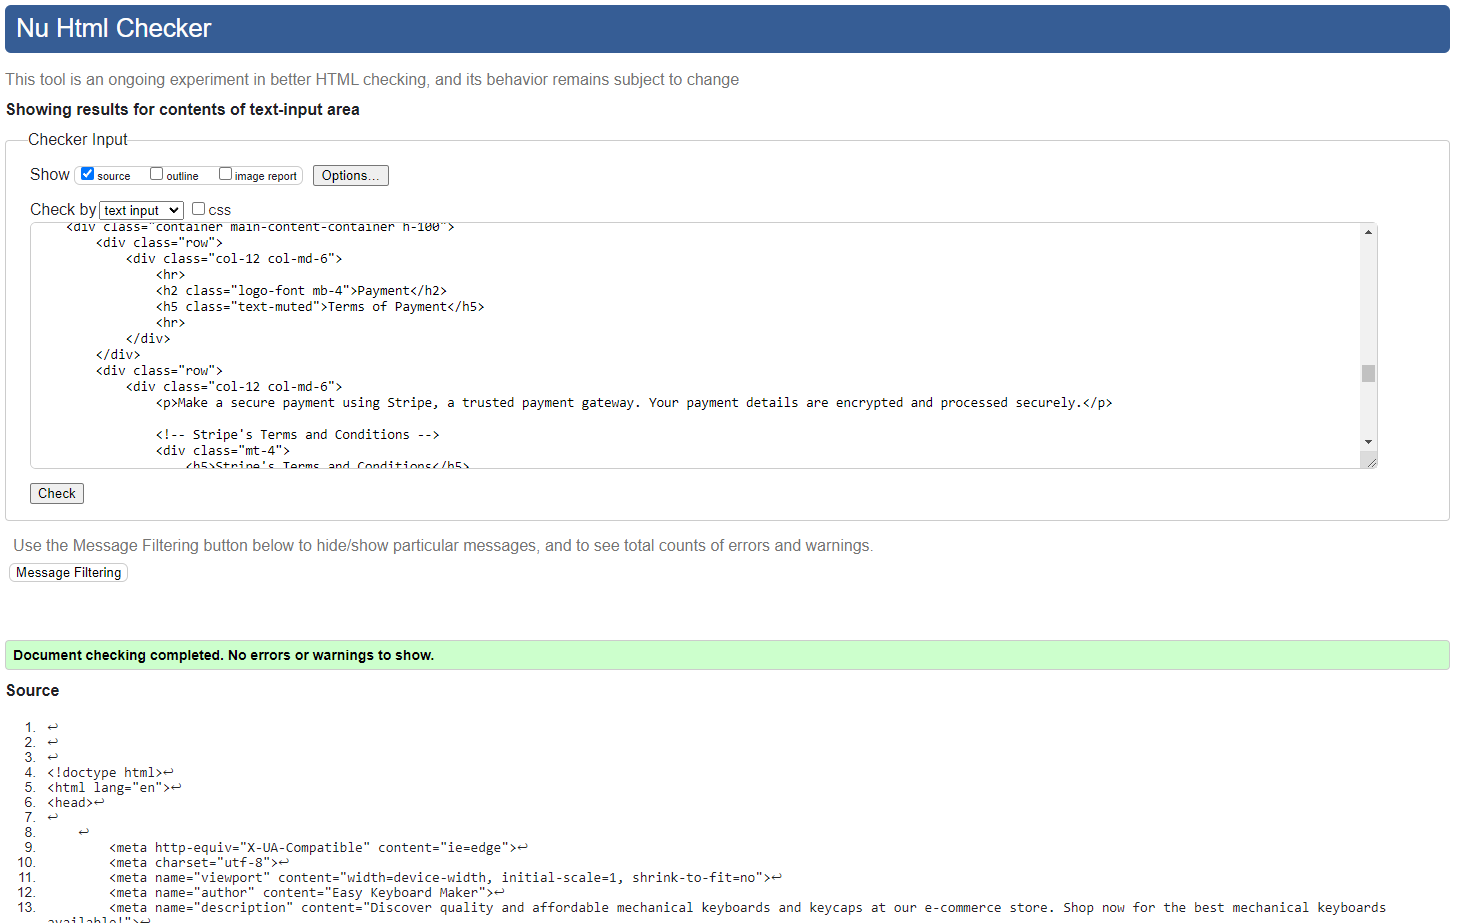 Nu Html Checker
This tool is an ongoing experiment in better HTML checking, and its behavior remains subject to change
Showing results for contents of text-input area
Checker Input
Show source outline image report Options...
Check by text input css
<div class="container main-content-container h-100">
<div class="row">
<div class="col-12 col-md-6">
<hr>
<h2 class="logo-font mb-4">Payment</h2>
<h5 class="text-muted">Terms of Payment</h5>
<hr>
</div>
</div>
<div class="row">
<div class="col-12 col-md-6">
<p>Make a secure payment using Stripe, a trusted payment gateway. Your payment details are encrypted and processed securely.</p>
<!-- Stripe's Terms and Conditions -->
<div class="mt-4">
<h5>Stripe's Terms and Conditions</h5>
Check
Use the Message Filtering button below to hide/show particular messages, and to see total counts of errors and warnings.
Message Filtering
Document checking completed. No errors or warnings to show.
Source
1. ↩
2. ↩
3. ↩
4. <!doctype html>↩
5. <html lang="en">↩
6. <head>↩
7. ↩
8. ↩
9. <meta http-equiv="X-UA-Compatible" content="ie=edge">↩
10. <meta charset="utf-8">↩
11. <meta name="viewport" content="width=device-width, initial-scale=1, shrink-to-fit=no">↩
12. <meta name="author" content="Easy Keyboard Maker">↩
13. <meta name="description" content="Discover quality and affordable mechanical keyboards and keycaps at our e-commerce store. Shop now for the best mechanical keyboards
available!">↩